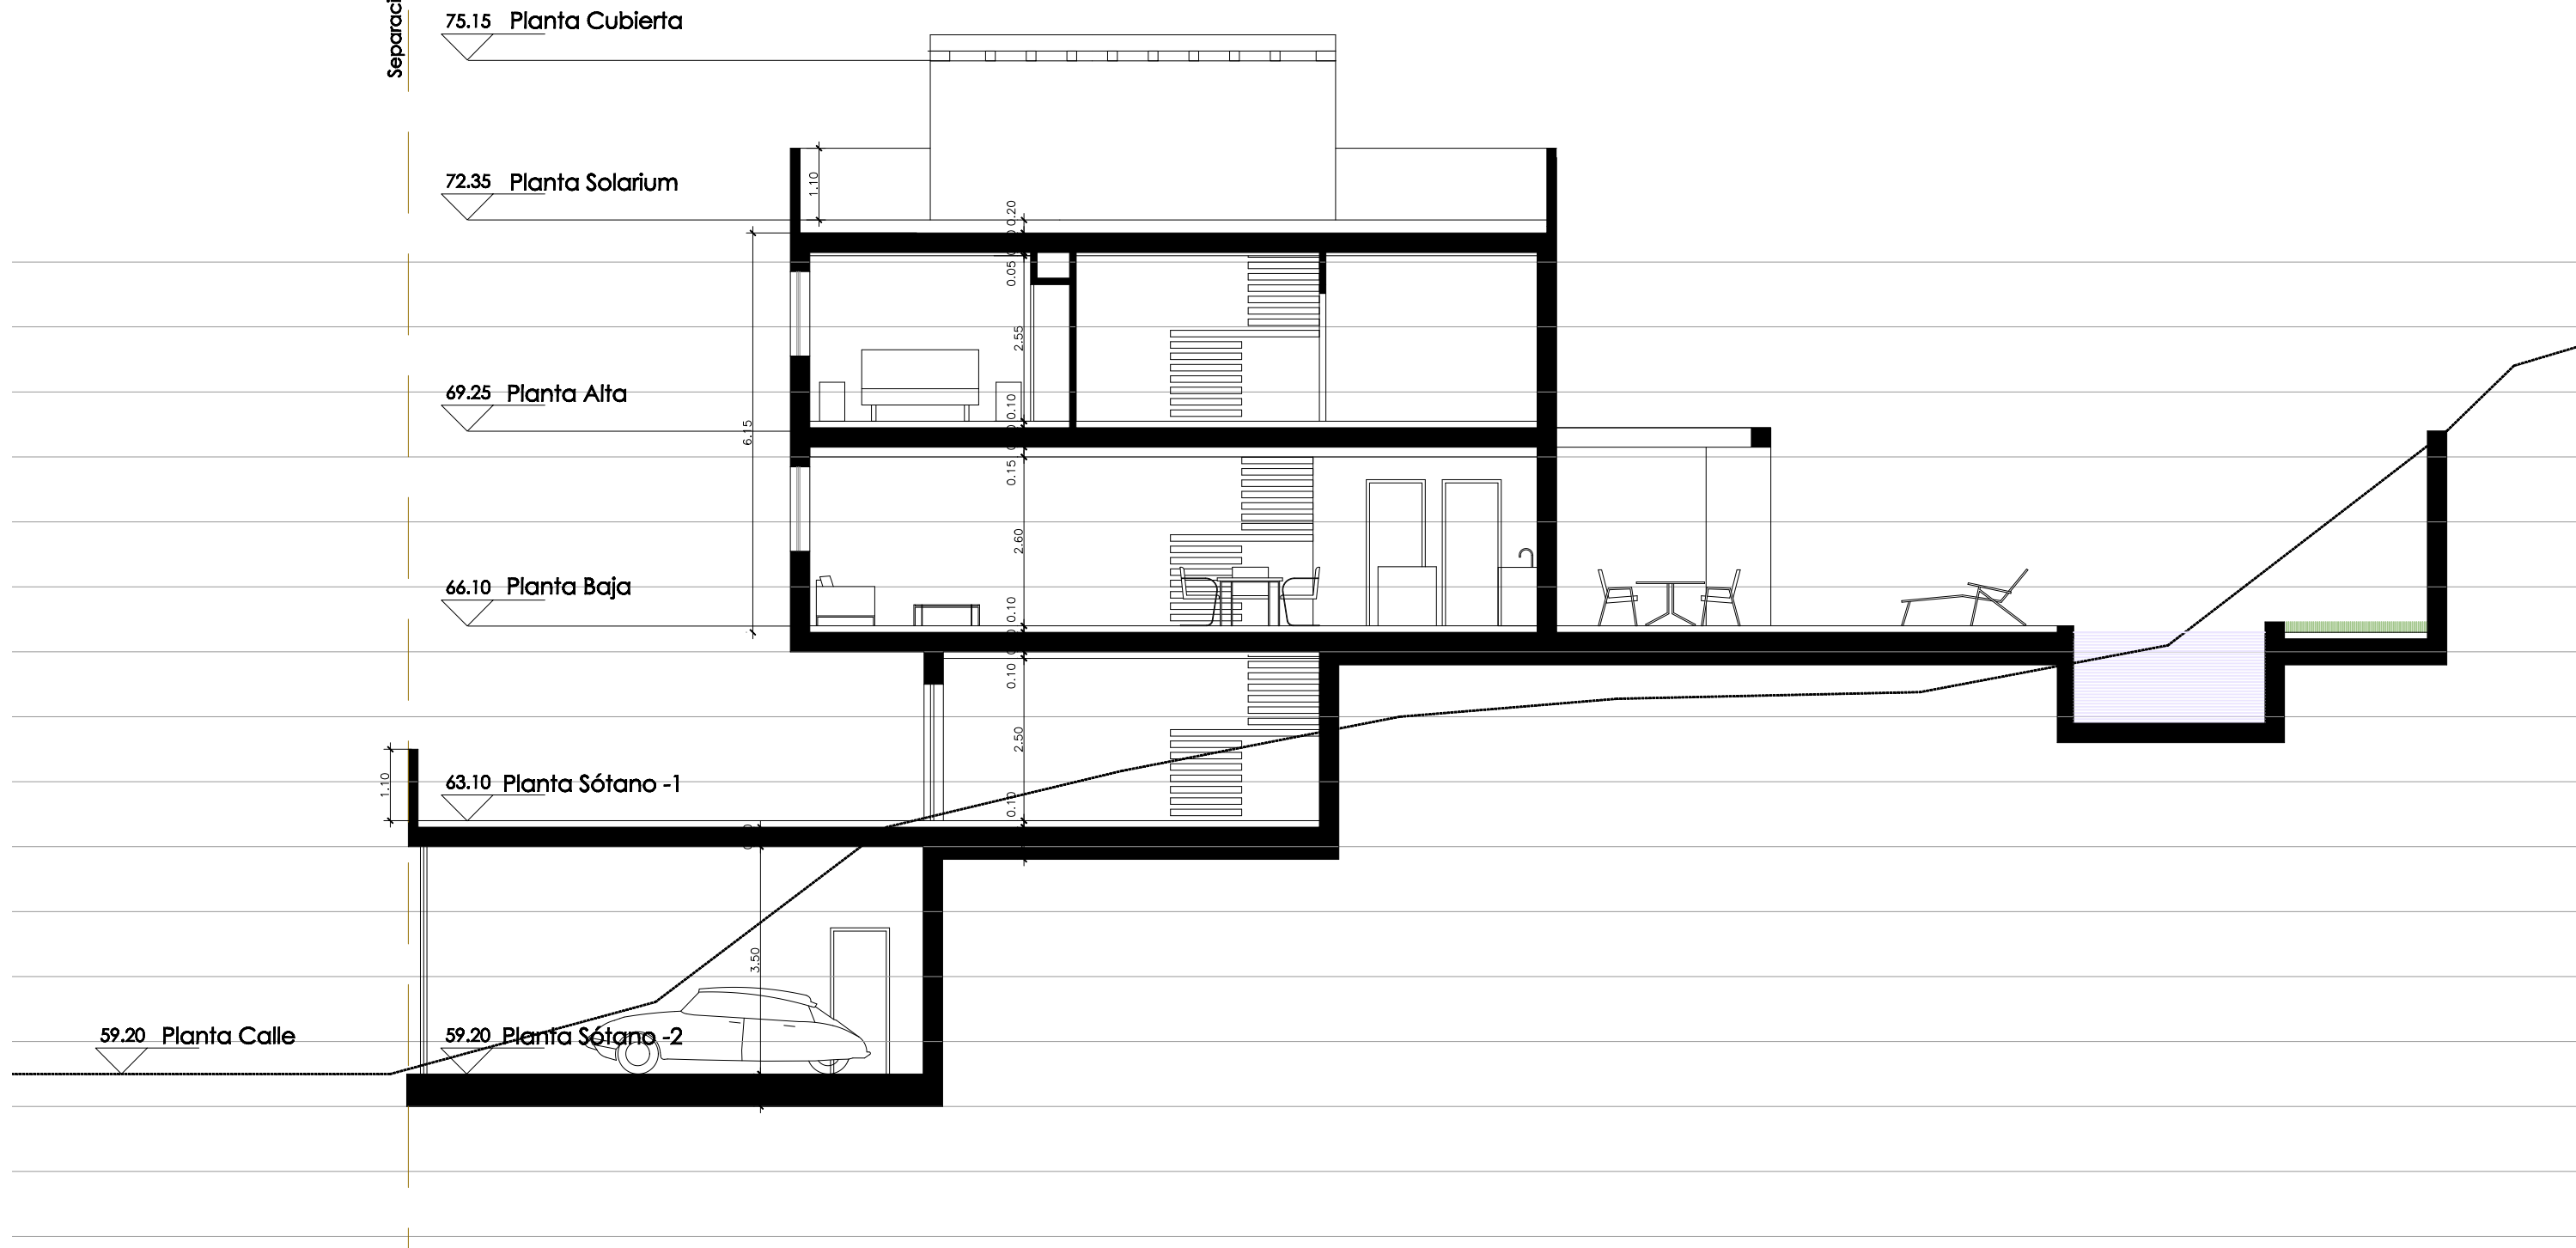 Separaci
75.15 Planta Cubierta
1.10
72.35 Planta Solarium
0.20
0.05
2.55
69.25 Planta Alta
0.10
6.15
0.15
2.60
66.10 Planta Baja
0.10
0.10
2.50
1.10
63.10 Planta Sótano -1
0.10
3.50
59.20 Planta Calle
59.20 Planta Sótano -2